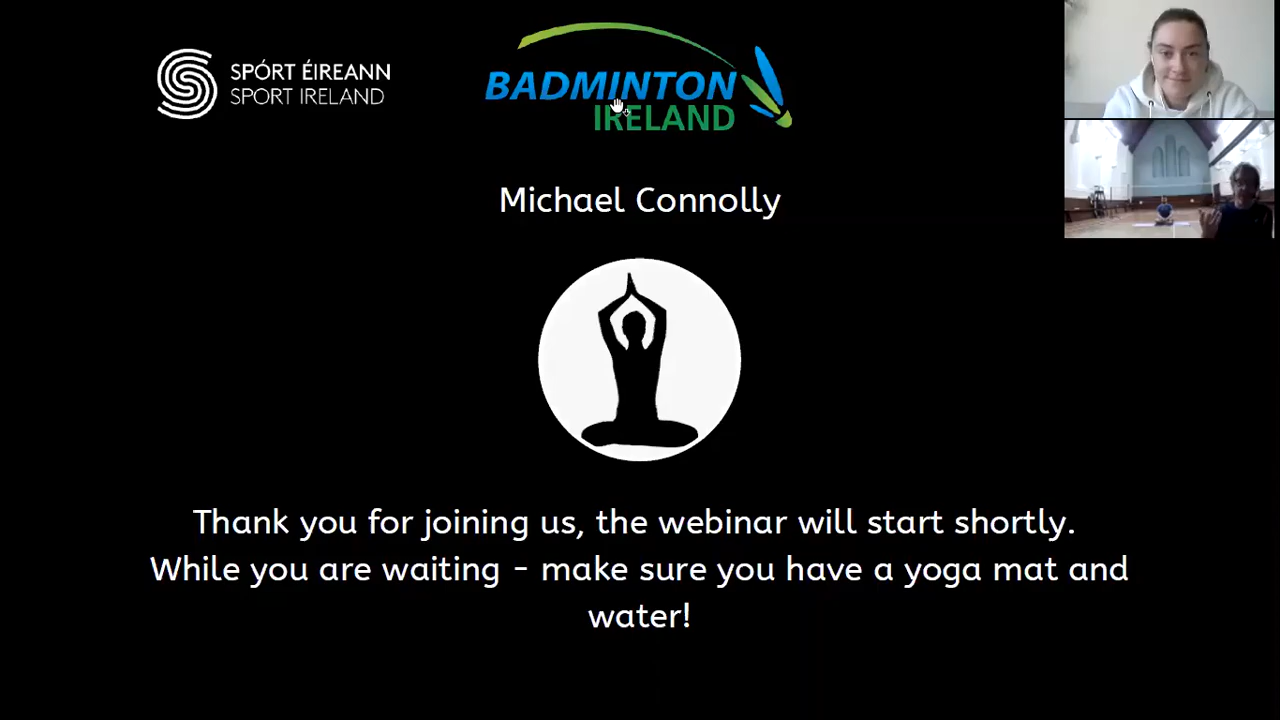 SPÓRT ÉIREANN
SPORT IRELAND
BADMINTON
IRELAND
Michael Connolly
Thank you for joining us, the webinar will start shortly.
While you are waiting - make sure you have a yoga mat and
water!